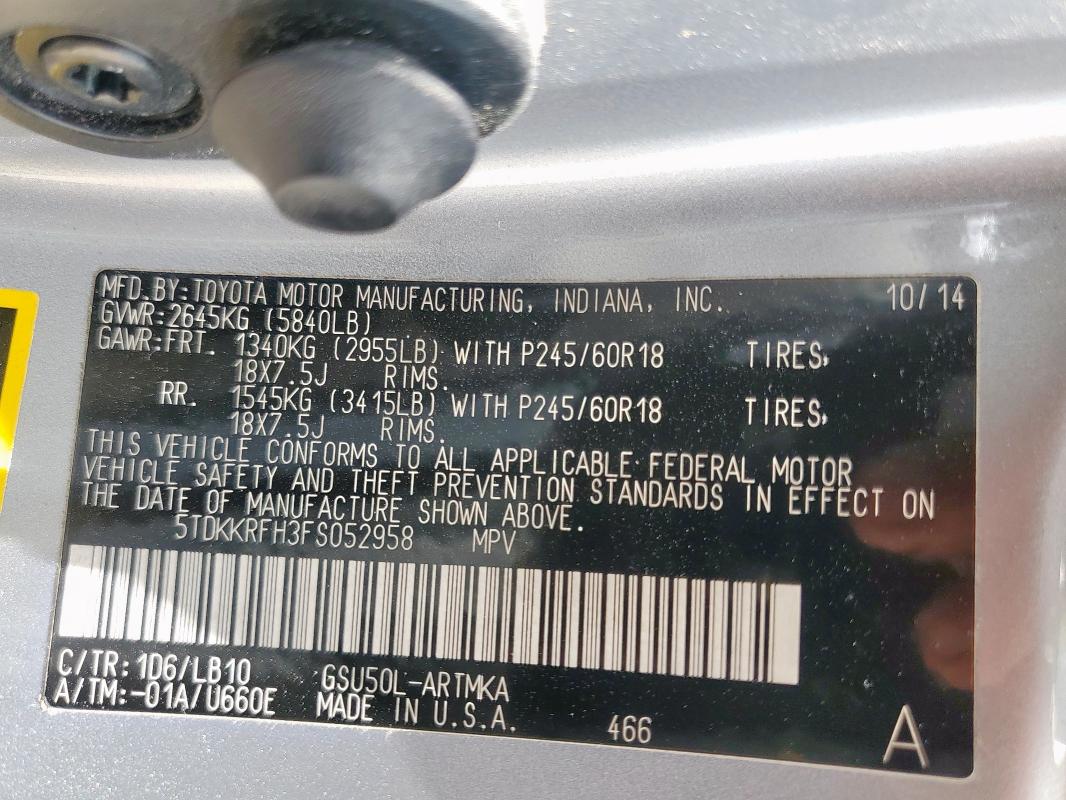 MFD.BY:TOYOTA MOTOR MANUFACTURING, INDIANA, INC. 10/14
GVWR:2645KG (5840LB)
GAWR:FRT. 1340KG (2955LB) WITH P245/60R18 TIRES,
18X7.5J RIMS.
RR. 1545KG (3415LB) WITH P245/60R18 TIRES,
18X7.5J RIMS.
THIS VEHICLE CONFORMS TO ALL APPLICABLE FEDERAL MOTOR
VEHICLE SAFETY AND THEFT PREVENTION STANDARDS IN EFFECT ON
THE DATE OF MANUFACTURE SHOWN ABOVE.
5TDKKRFH3FS052958 MPV
C/TR:1D6/LB10 GSU50L-ARTMKA
A/TM:-01A/U660E MADE IN U.S.A. 466 A